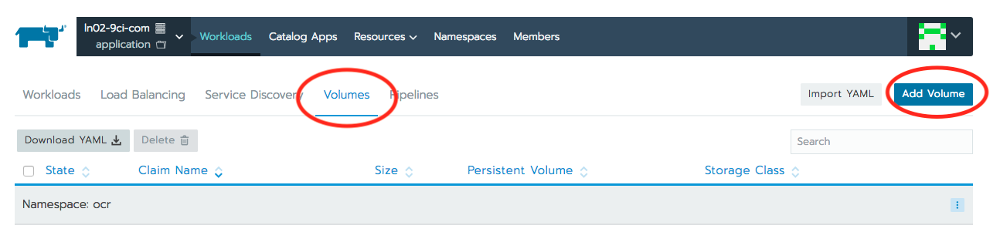 ln02-9ci-com
application
Workloads Catalog Apps Resources Namespaces Members
Workloads Load Balancing Service Discovery Volumes Pipelines Import YAML Add Volume
Download YAML Delete Search
State Claim Name Size Persistent Volume Storage Class
Namespace: ocr